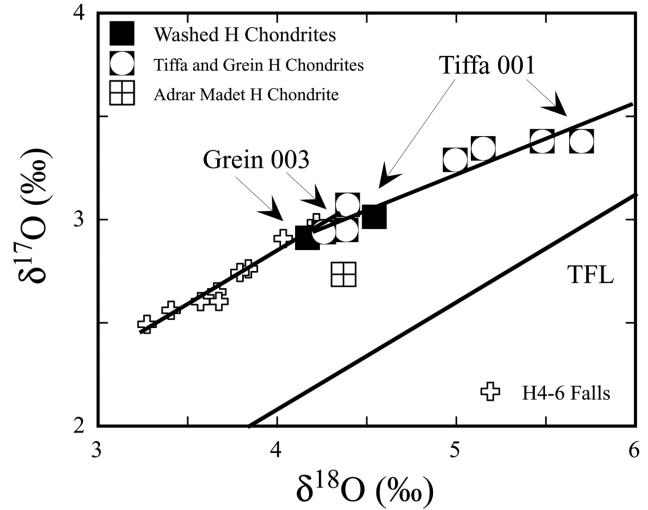 4
Washed H Chondrites
Tiffa and Grein H Chondrites
Adrar Madet H Chondrite
Tiffa 001
Grein 003
3
δ¹⁷O (‰)
TFL
H4-6 Falls
2
3
4
5
6
δ¹⁸O (‰)